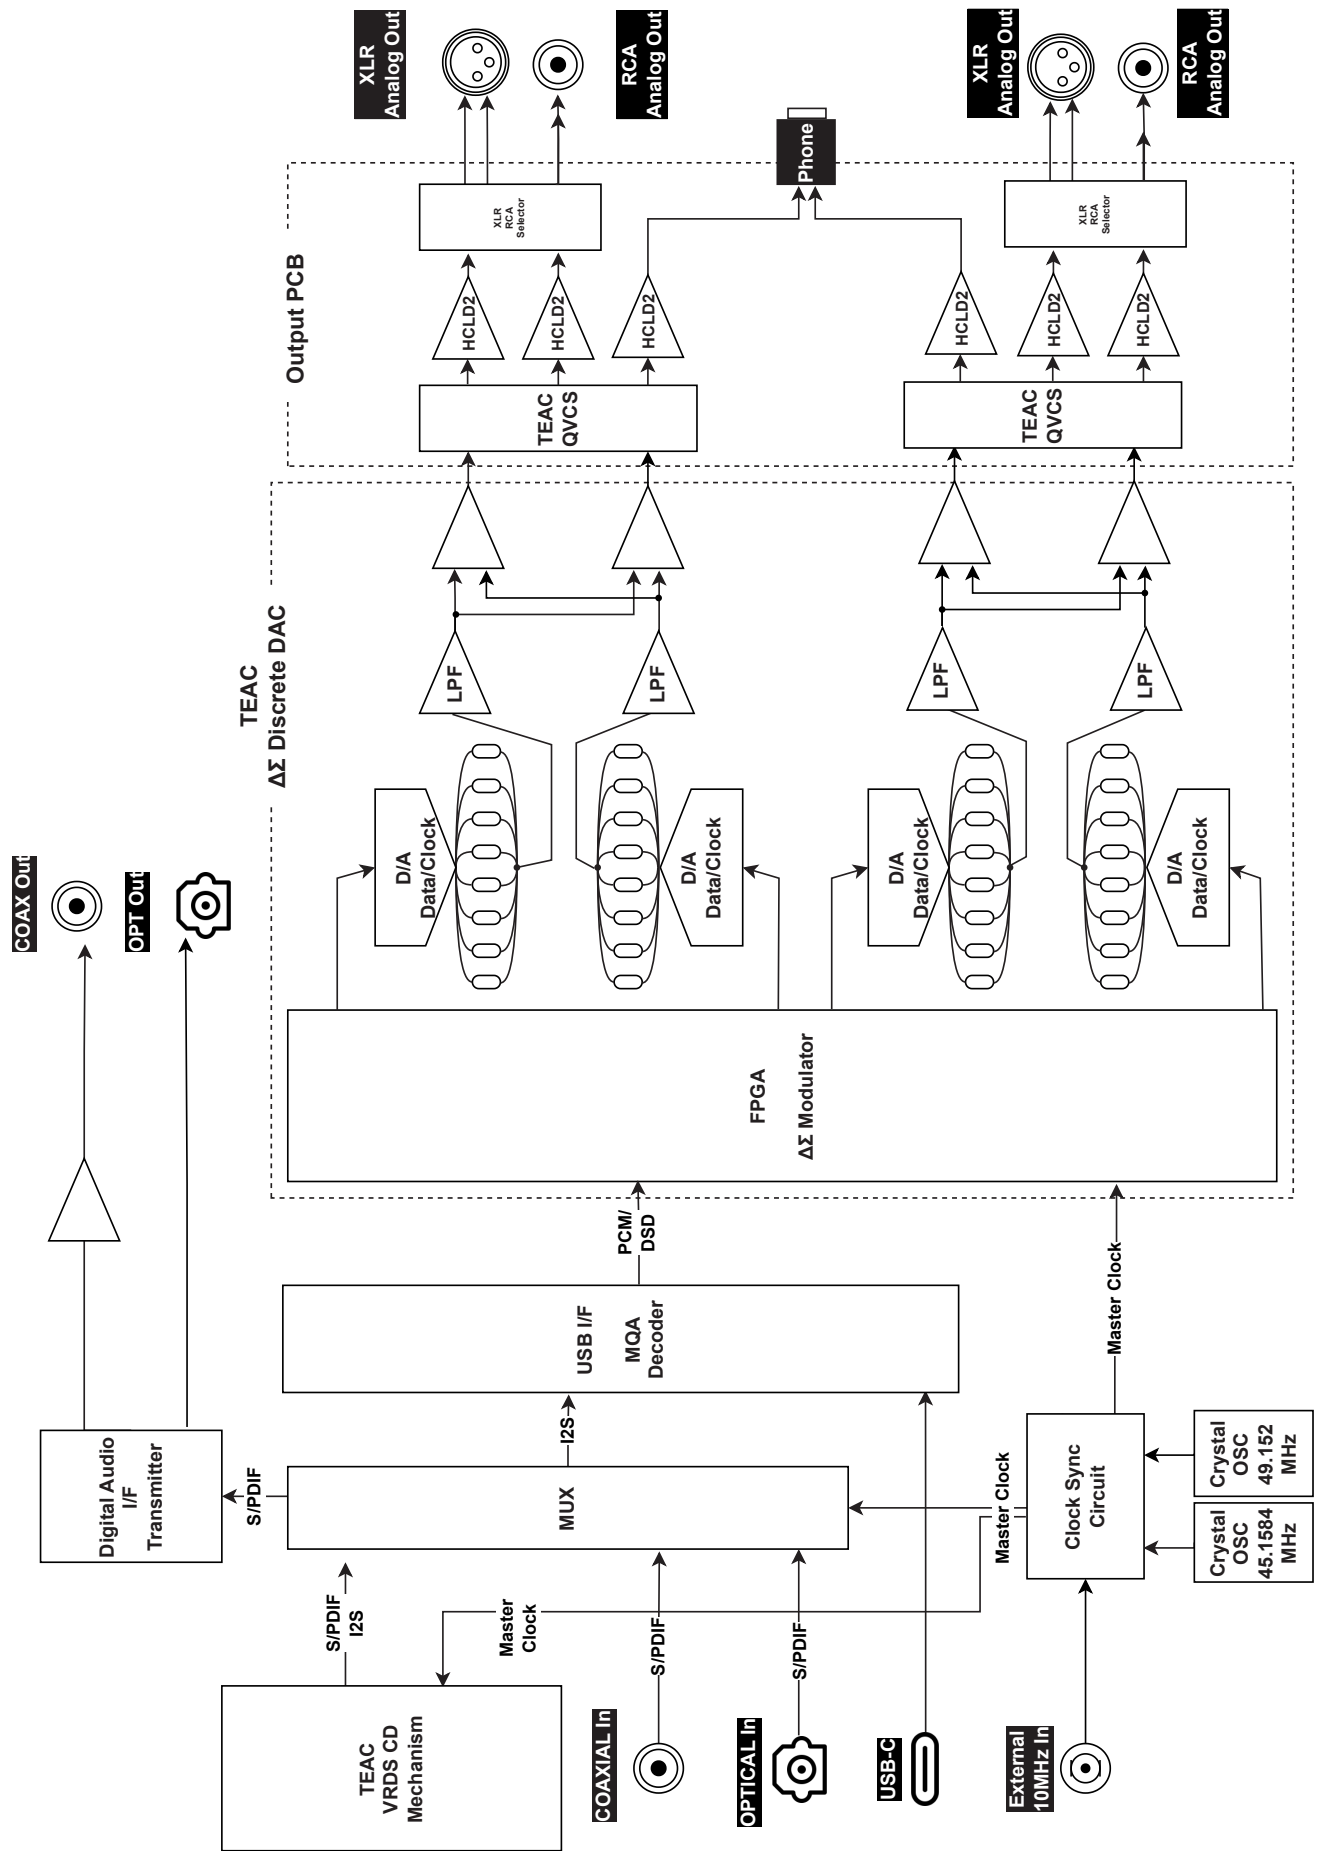 COAX Out
OPT Out
Digital Audio
I/F
Transmitter
S/PDIF
TEAC
VRDS CD
Mechanism
S/PDIF
I2S
Master
Clock
COAXIAL In
S/PDIF
OPTICAL In
S/PDIF
USB-C
External
10MHz In
MUX
I2S
USB I/F
MQA
Decoder
PCM/
DSD
Master Clock
Clock Sync
Circuit
Crystal
OSC
45.1584
MHz
Crystal
OSC
49.152
MHz
Master Clock
TEAC
ΔΣ Discrete DAC
FPGA
ΔΣ Modulator
D/A
Data/Clock
D/A
Data/Clock
D/A
Data/Clock
D/A
Data/Clock
LPF
LPF
LPF
LPF
Output PCB
TEAC
QVCS
TEAC
QVCS
HCLD2
HCLD2
HCLD2
HCLD2
HCLD2
HCLD2
XLR
RCA
Selector
XLR
RCA
Selector
Phone
XLR
Analog Out
RCA
Analog Out
XLR
Analog Out
RCA
Analog Out